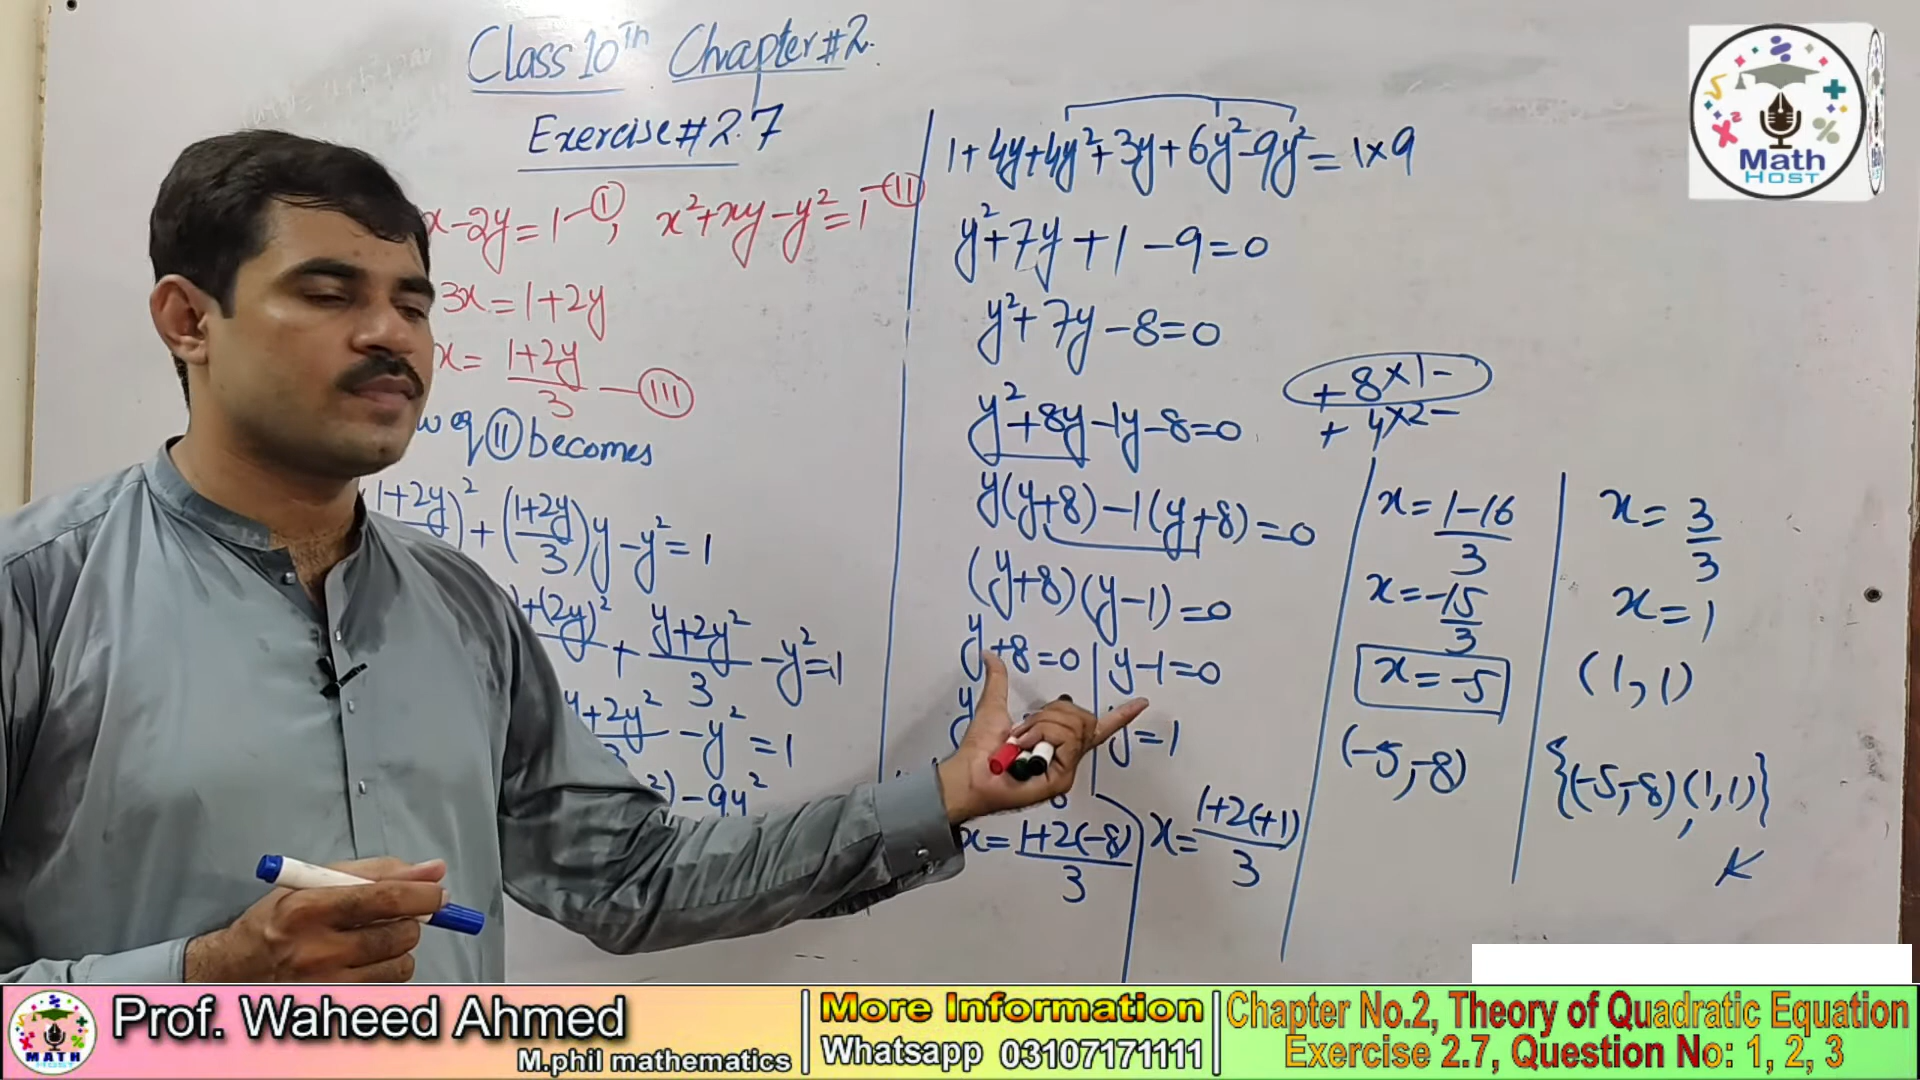 Class 10th Chapter #2.
Exercise #2.7
x-2y=1 -(I), x²+xy-y²=1 -(II)
3x=1+2y
x= (1+2y)/3 -(III)
eq (II) becomes
(1+2y)² + ((1+2y)/3)y-y²=1
+(2y)² + (y+2y²)/3 -y²=1
+2y² -y²=1
²)-9y²
1+4y+4y²+3y+6y²-9y²=1×9
y²+7y+1-9=0
y²+7y-8=0
y²+8y-1y-8=0
+8×1-
+4×2-
y(y+8)-1(y+8)=0
(y+8)(y-1)=0
y+8=0 | y-1=0
y=1
x= (1+2(-8))/3
x= (1+2(+1))/3
x= (1-16)/3
x= -15/3
x=-5
(-5,-8)
x= 3/3
x=1
(1,1)
{(-5,-8),(1,1)}
Math
HOST
MATH
Prof. Waheed Ahmed
M.phil mathematics
More Information
Whatsapp 03107171111
Chapter No.2, Theory of Quadratic Equation
Exercise 2.7, Question No: 1, 2, 3